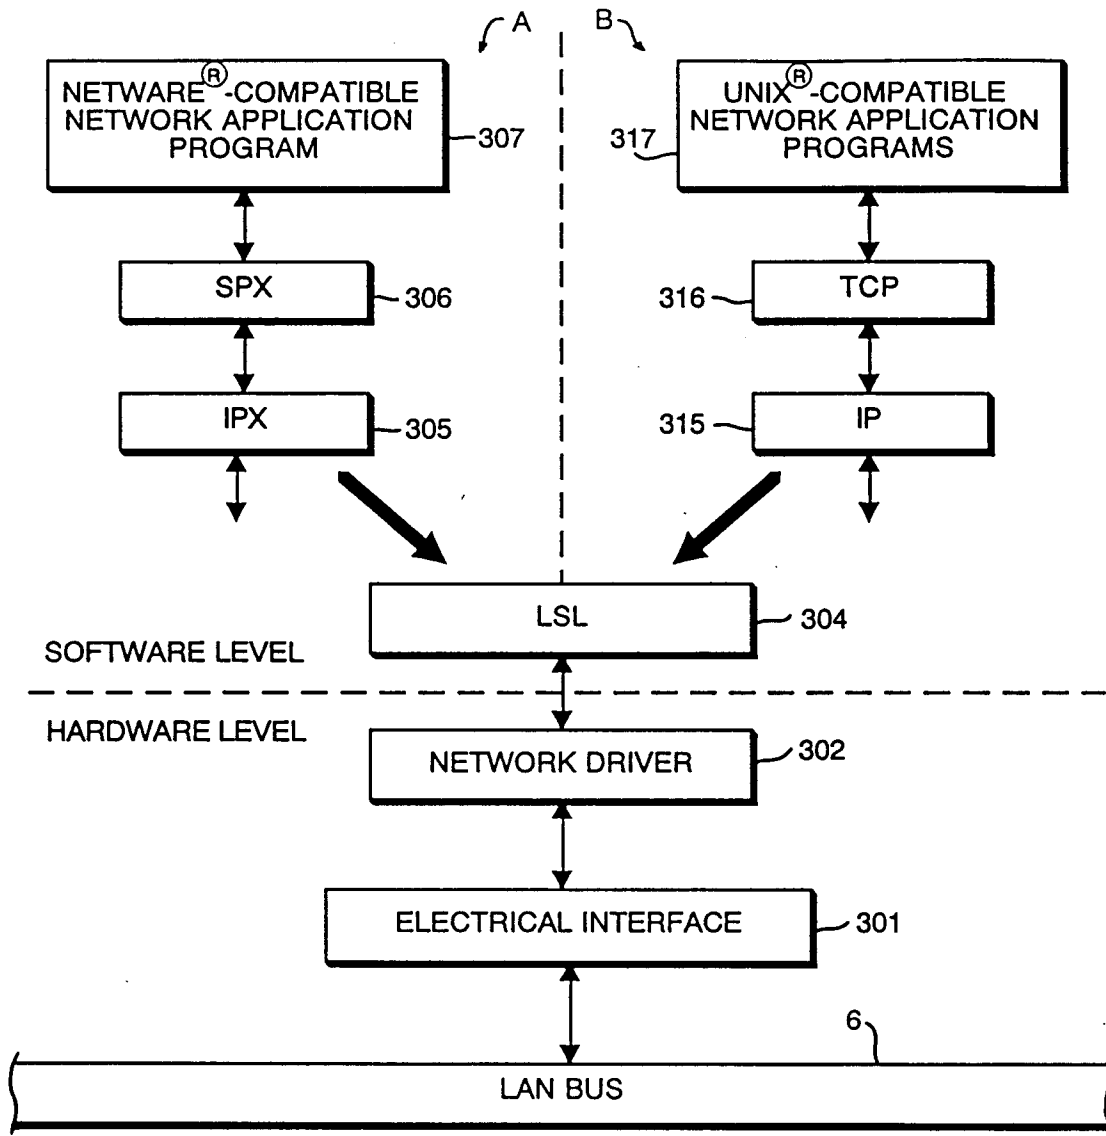 A
B
NETWARE®-COMPATIBLE
NETWORK APPLICATION
PROGRAM
307
UNIX®-COMPATIBLE
NETWORK APPLICATION
PROGRAMS
317
SPX
306
TCP
316
IPX
305
IP
315
LSL
304
SOFTWARE LEVEL
HARDWARE LEVEL
NETWORK DRIVER
302
ELECTRICAL INTERFACE
301
6
LAN BUS